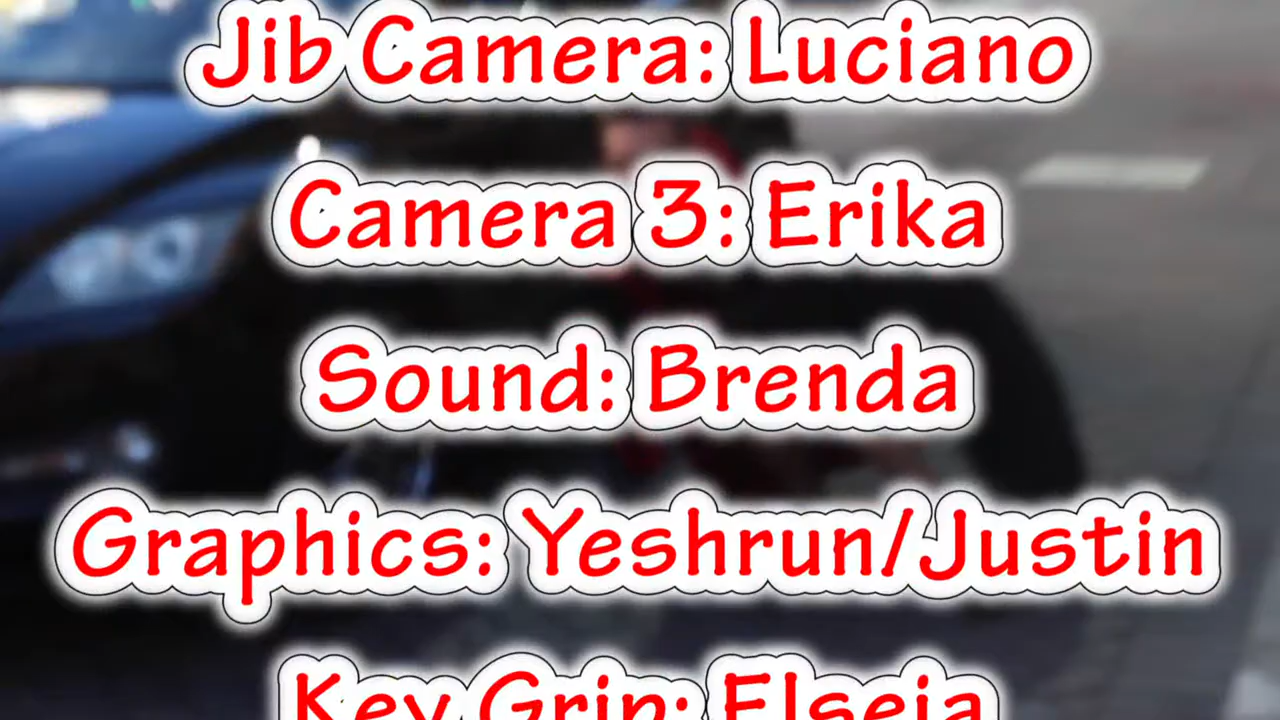 Jib Camera: Luciano
Camera 3: Erika
Sound: Brenda
Graphics: Yeshrun/Justin
Key Grip: